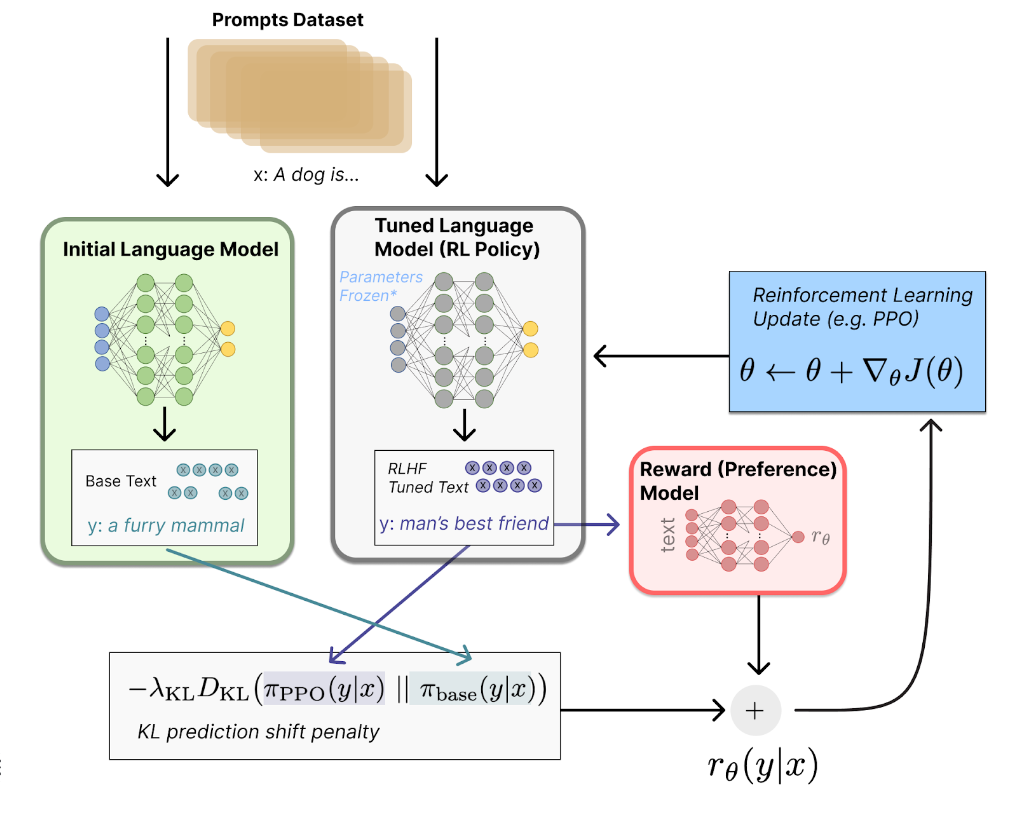 Prompts Dataset
x: A dog is...
Initial Language Model
Tuned Language
Model (RL Policy)
Parameters
Frozen*
Reinforcement Learning
Update (e.g. PPO)
θ ← θ + ∇θJ(θ)
Base Text
x x x x
x x x x
y: a furry mammal
RLHF
Tuned Text
x x x x
x x x x
y: man's best friend
Reward (Preference)
Model
text
rθ
−λKL DKL(πPPO(y|x) || πbase(y|x))
KL prediction shift penalty
+
rθ(y|x)